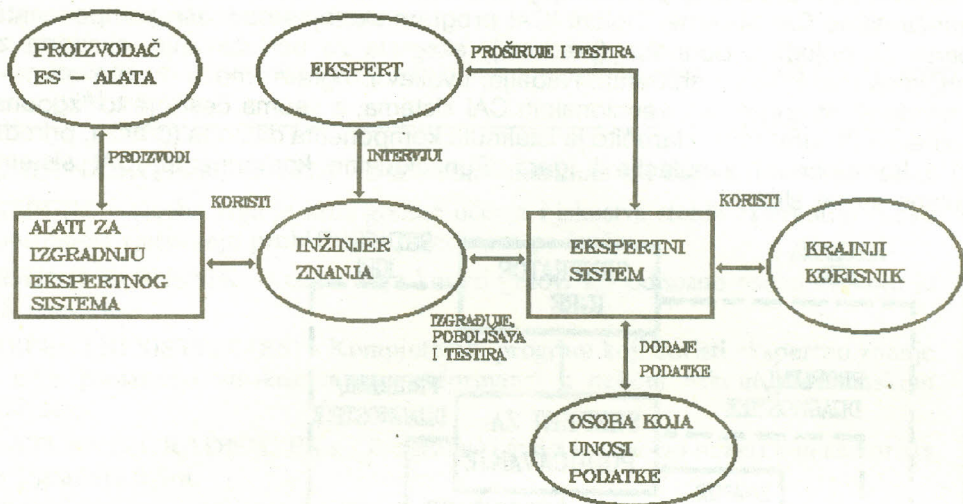 PROIZVODAČ
ES – ALATA
EKSPERT
PROŠIRUJE I TESTIRA
PROIZVODI
INTERVJUI
KORISTI
KORISTI
ALATI ZA
IZGRADNJU
EKSPERTNOG
SISTEMA
INŽINJER
ZNANJA
EKSPERTNI
SISTEM
KRAJNJI
KORISNIK
IZGRAĐUJE,
POBOLJŠAVA
I TESTIRA
DODAJE
PODATKE
OSOBA KOJA
UNOSI
PODATKE